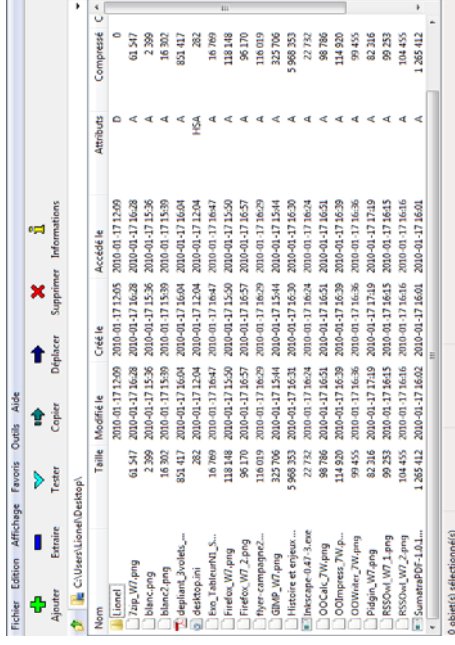 Fichier Edition Affichage Favoris Outils Aide
Ajouter Extraire Tester Copier Déplacer Supprimer Informations
C:\Users\Lionel\Desktop\
Nom Taille Modifié le Créé le Accédé le Attributs Compressé C
Lionel 2010-01-17 12:09 2010-01-17 12:05 2010-01-17 12:09 D 0
7zip_W7.png 61 547 2010-01-17 16:28 2010-01-17 16:28 2010-01-17 16:28 A 61 547
blanc.png 2 399 2010-01-17 15:36 2010-01-17 15:36 2010-01-17 15:36 A 2 399
blanc2.png 16 302 2010-01-17 15:39 2010-01-17 15:39 2010-01-17 15:39 A 16 302
depliant_3volets_... 851 417 2010-01-17 16:04 2010-01-17 16:04 2010-01-17 16:04 A 851 417
desktop.ini 282 2010-01-17 12:04 2010-01-17 12:04 2010-01-17 12:04 HSA 282
Exo_TableurN1_S... 16 769 2010-01-17 16:47 2010-01-17 16:47 2010-01-17 16:47 A 16 769
Firefox_W7.png 118 148 2010-01-17 15:50 2010-01-17 15:50 2010-01-17 15:50 A 118 148
Firefox_W7_2.png 96 170 2010-01-17 16:57 2010-01-17 16:57 2010-01-17 16:57 A 96 170
flyer-campagne2... 116 019 2010-01-17 16:29 2010-01-17 16:29 2010-01-17 16:29 A 116 019
GIMP_W7.png 325 706 2010-01-17 15:44 2010-01-17 15:44 2010-01-17 15:44 A 325 706
Histoire et enjeux... 5 968 353 2010-01-17 16:31 2010-01-17 16:30 2010-01-17 16:30 A 5 968 353
Inkscape-0.47-3.exe 22 732 2010-01-17 16:24 2010-01-17 16:24 2010-01-17 16:24 A 22 732
OOCalc_7W.png 98 786 2010-01-17 16:51 2010-01-17 16:51 2010-01-17 16:51 A 98 786
OOImpress_7W.p... 114 920 2010-01-17 16:39 2010-01-17 16:39 2010-01-17 16:39 A 114 920
OOWriter_7W.png 99 455 2010-01-17 16:36 2010-01-17 16:36 2010-01-17 16:36 A 99 455
Pidgin_W7.png 82 316 2010-01-17 17:19 2010-01-17 17:19 2010-01-17 17:19 A 82 316
RSSOwl_W7_1.png 99 253 2010-01-17 16:15 2010-01-17 16:15 2010-01-17 16:15 A 99 253
RSSOwl_W7_2.png 104 455 2010-01-17 16:16 2010-01-17 16:16 2010-01-17 16:16 A 104 455
SumatraPDF-1.0.1... 1 265 412 2010-01-17 16:02 2010-01-17 16:01 2010-01-17 16:01 A 1 265 412
0 objet(s) sélectionné(s)